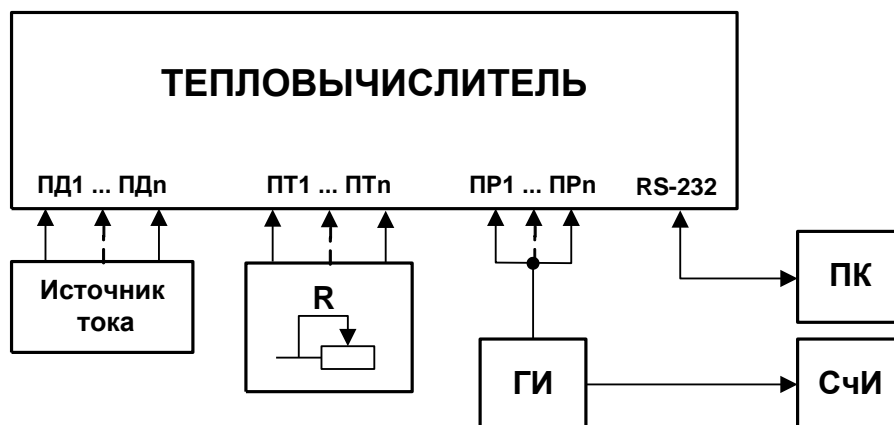 ТЕПЛОВЫЧИСЛИТЕЛЬ
ПД1 ... ПДn ПТ1 ... ПТn ПР1 ... ПРn RS-232
Источник
тока
R
ПК
ГИ
СчИ